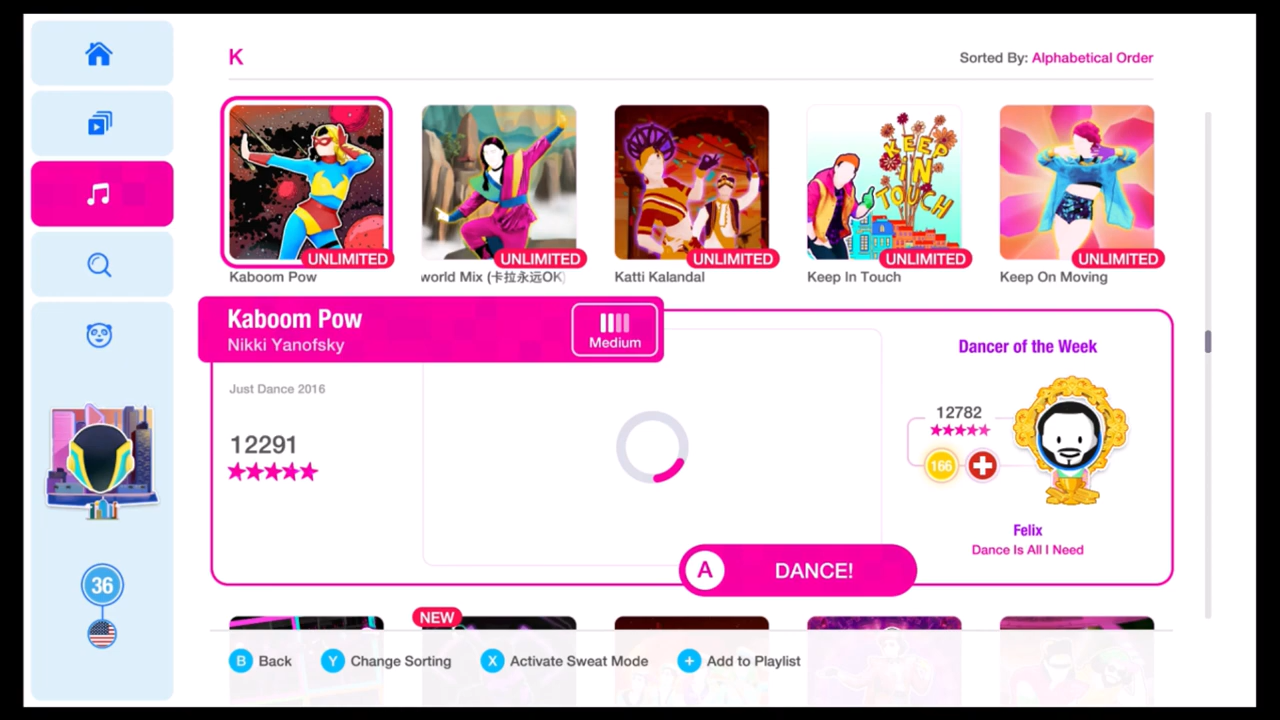 K
Sorted By: Alphabetical Order
KEEP
IN
TOUCH
UNLIMITED
UNLIMITED
UNLIMITED
UNLIMITED
UNLIMITED
Kaboom Pow
world Mix (卡拉永远OK)
Katti Kalandal
Keep In Touch
Keep On Moving
Kaboom Pow
Nikki Yanofsky
Medium
Just Dance 2016
12291
Dancer of the Week
12782
166
Felix
Dance Is All I Need
A DANCE!
36
NEW
B Back
Y Change Sorting
X Activate Sweat Mode
+ Add to Playlist